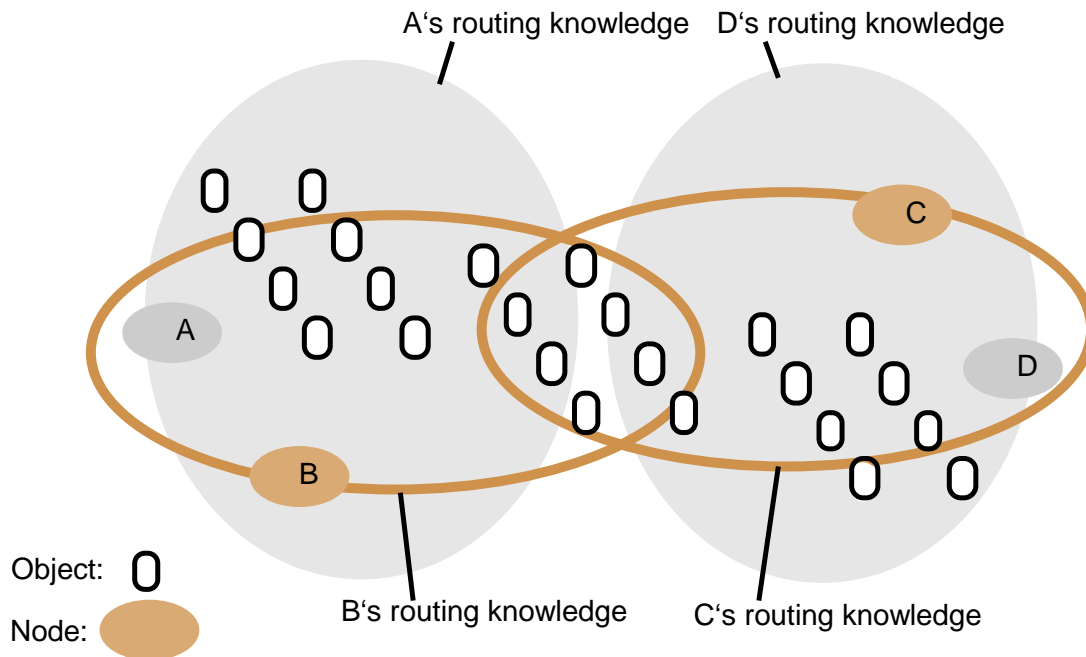 A‘s routing knowledge
D‘s routing knowledge
C
A
D
B
Object:
B‘s routing knowledge
C‘s routing knowledge
Node: